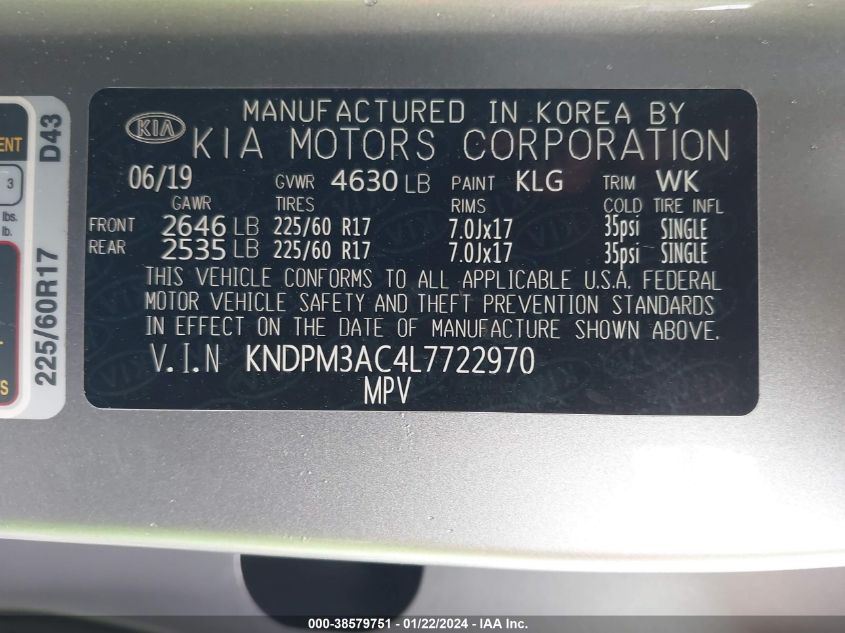 MANUFACTURED IN KOREA BY
KIA KIA MOTORS CORPORATION
06/19 GVWR 4630 LB PAINT KLG TRIM WK
GAWR TIRES RIMS COLD TIRE INFL
FRONT 2646 LB 225/60 R17 7.0Jx17 35psi SINGLE
REAR 2535 LB 225/60 R17 7.0Jx17 35psi SINGLE
THIS VEHICLE CONFORMS TO ALL APPLICABLE U.S.A. FEDERAL
MOTOR VEHICLE SAFETY AND THEFT PREVENTION STANDARDS
IN EFFECT ON THE DATE OF MANUFACTURE SHOWN ABOVE.
V.I.N KNDPM3AC4L7722970
MPV
D43
225/60R17
3
lbs.
lb.
000-38579751 - 01/22/2024 - IAA Inc.